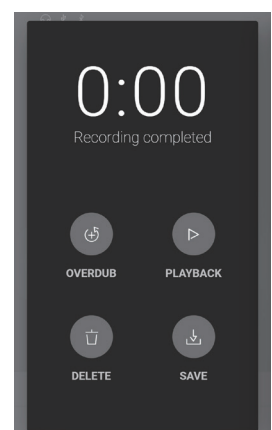 0:00
Recording completed
OVERDUB
PLAYBACK
DELETE
SAVE